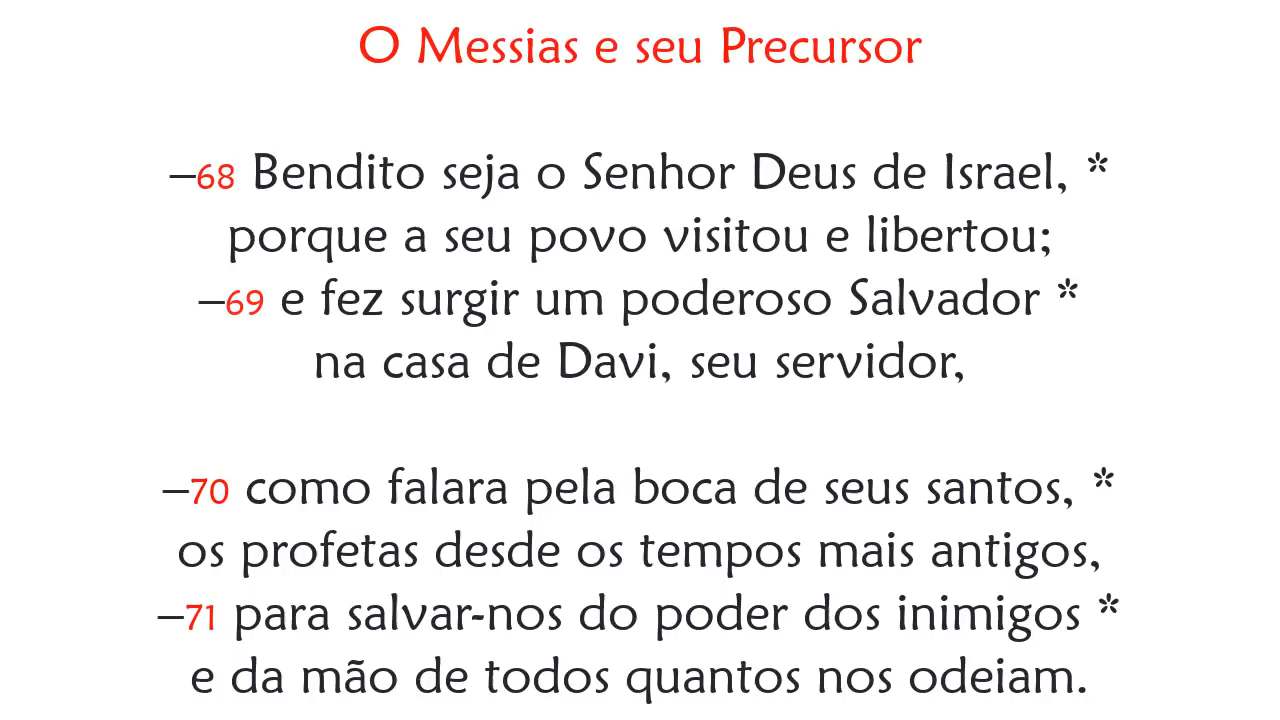 O Messias e seu Precursor
–68 Bendito seja o Senhor Deus de Israel, *
porque a seu povo visitou e libertou;
–69 e fez surgir um poderoso Salvador *
na casa de Davi, seu servidor,
–70 como falara pela boca de seus santos, *
os profetas desde os tempos mais antigos,
–71 para salvar-nos do poder dos inimigos *
e da mão de todos quantos nos odeiam.